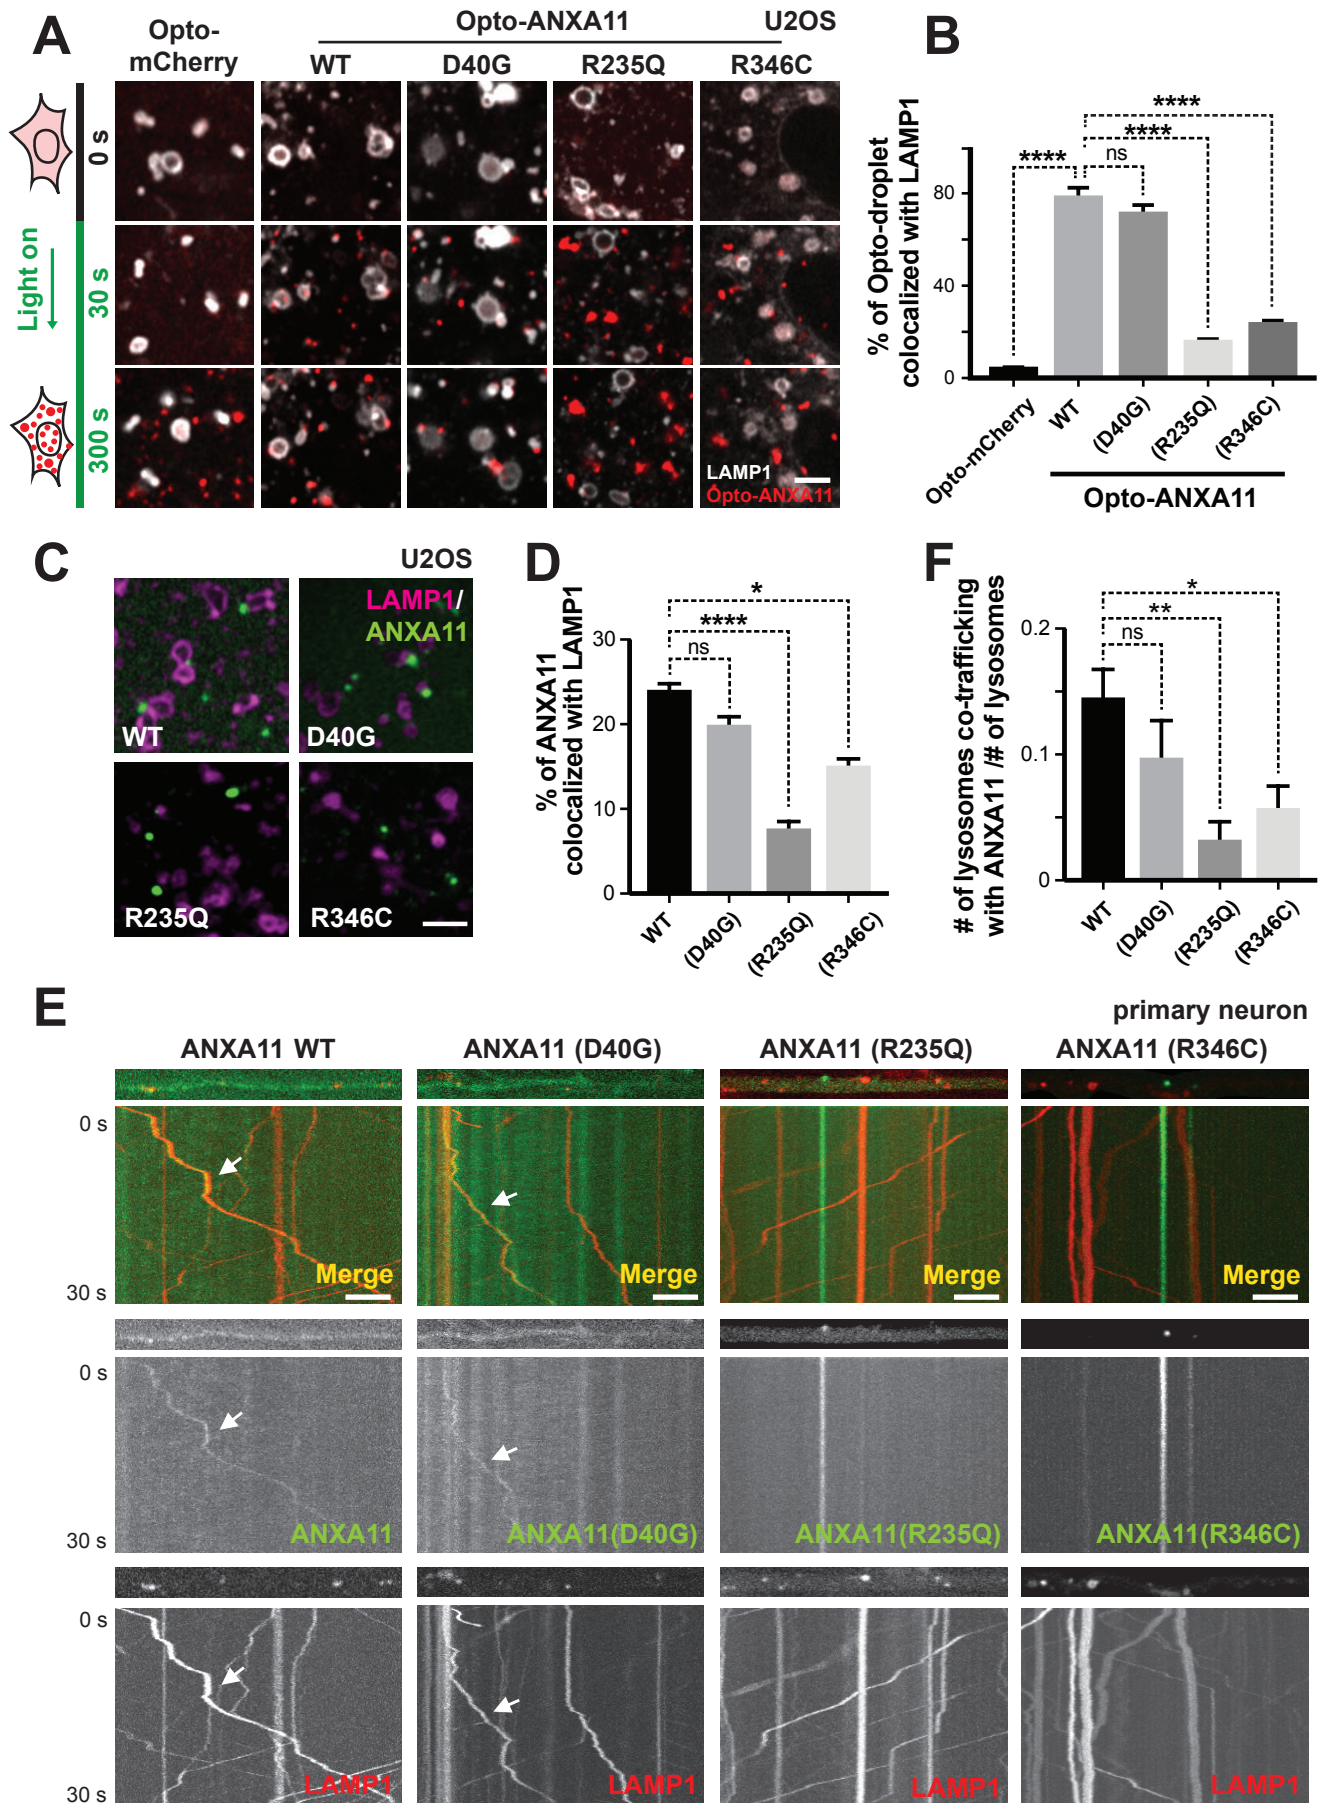 A
Opto-
mCherry
Opto-ANXA11
U2OS
WT
D40G
R235Q
R346C
0 s
Light on
30 s
300 s
LAMP1
Opto-ANXA11
B
% of Opto-droplet
colocalized with LAMP1
80
40
0
****
ns
****
****
Opto-mCherry
WT
(D40G)
(R235Q)
(R346C)
Opto-ANXA11
C
U2OS
LAMP1/
ANXA11
WT
D40G
R235Q
R346C
D
% of ANXA11
colocalized with LAMP1
30
20
10
0
ns
****
*
WT
(D40G)
(R235Q)
(R346C)
F
# of lysosomes co-trafficking
with ANXA11 /# of lysosomes
0.2
0.1
0
ns
**
*
WT
(D40G)
(R235Q)
(R346C)
E
primary neuron
ANXA11 WT
ANXA11 (D40G)
ANXA11 (R235Q)
ANXA11 (R346C)
0 s
30 s
Merge
Merge
Merge
Merge
0 s
30 s
ANXA11
ANXA11(D40G)
ANXA11(R235Q)
ANXA11(R346C)
0 s
30 s
LAMP1
LAMP1
LAMP1
LAMP1